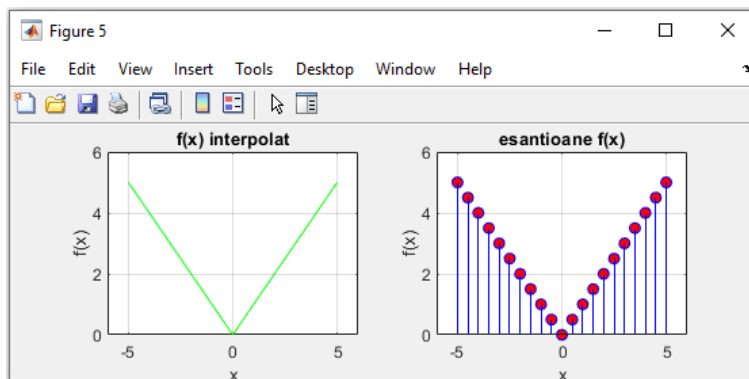 Figure 5
File Edit View Insert Tools Desktop Window Help
f(x) interpolat
6
4
2
0
f(x)
-5 0 5
x
esantioane f(x)
6
4
2
0
f(x)
-5 0 5
x